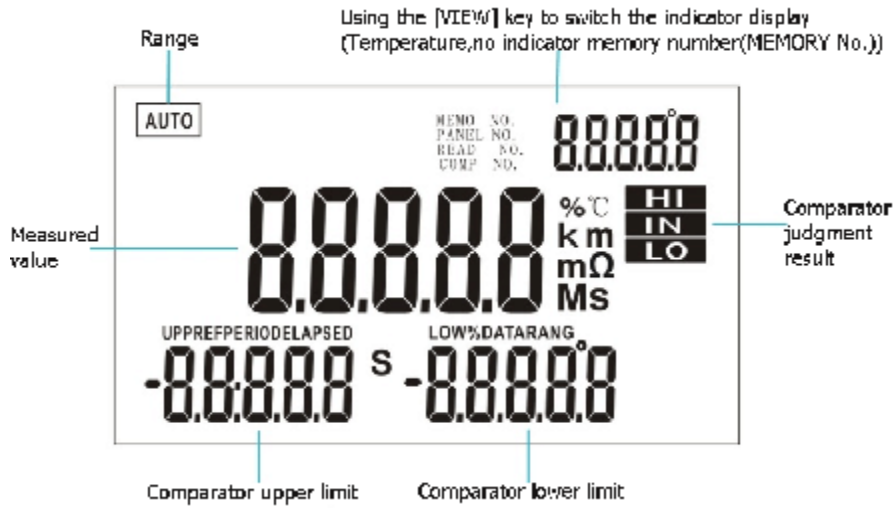 Using the [VIEW] key to switch the indicator display
(Temperature,no indicator memory number(MEMORY No.))
Range
AUTO
MEMO NO.
PANEL NO.
READ NO.
COMP NO.
8.8.8.8°8
8.8.8.8.8
% °C
k m
mΩ
Ms
HI
IN
LO
Measured
value
Comparator
judgment
result
UPPREFPERIODELAPSED
LOW%DATARANG
-8.8:8.8.8 S
-8.8.8.8°.8
Comparator upper limit
Comparator lower limit